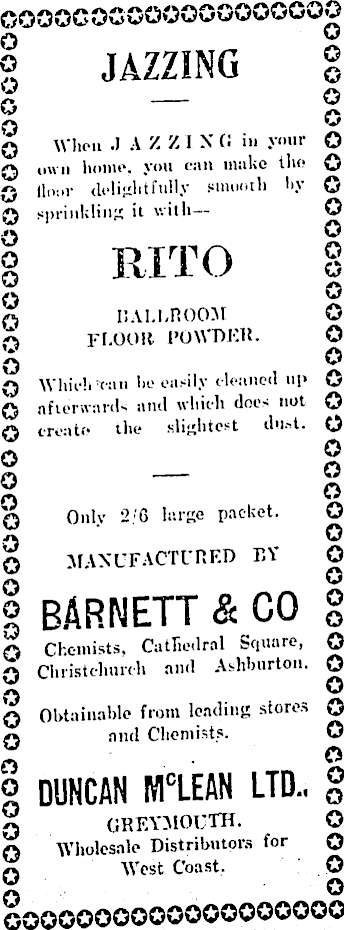 JAZZING
When JAZZING in your
own home, you can make the
floor delightfully smooth by
sprinkling it with—
RITO
BALLROOM
FLOOR POWDER.
Which can be easily cleaned up
afterwards and which does not
create the slightest dust.
Only 2/6 large packet.
MANUFACTURED BY
BARNETT & CO
Chemists, Cathedral Square,
Christchurch and Ashburton.
Obtainable from leading stores
and Chemists.
DUNCAN McLEAN LTD.,
GREYMOUTH.
Wholesale Distributors for
West Coast.